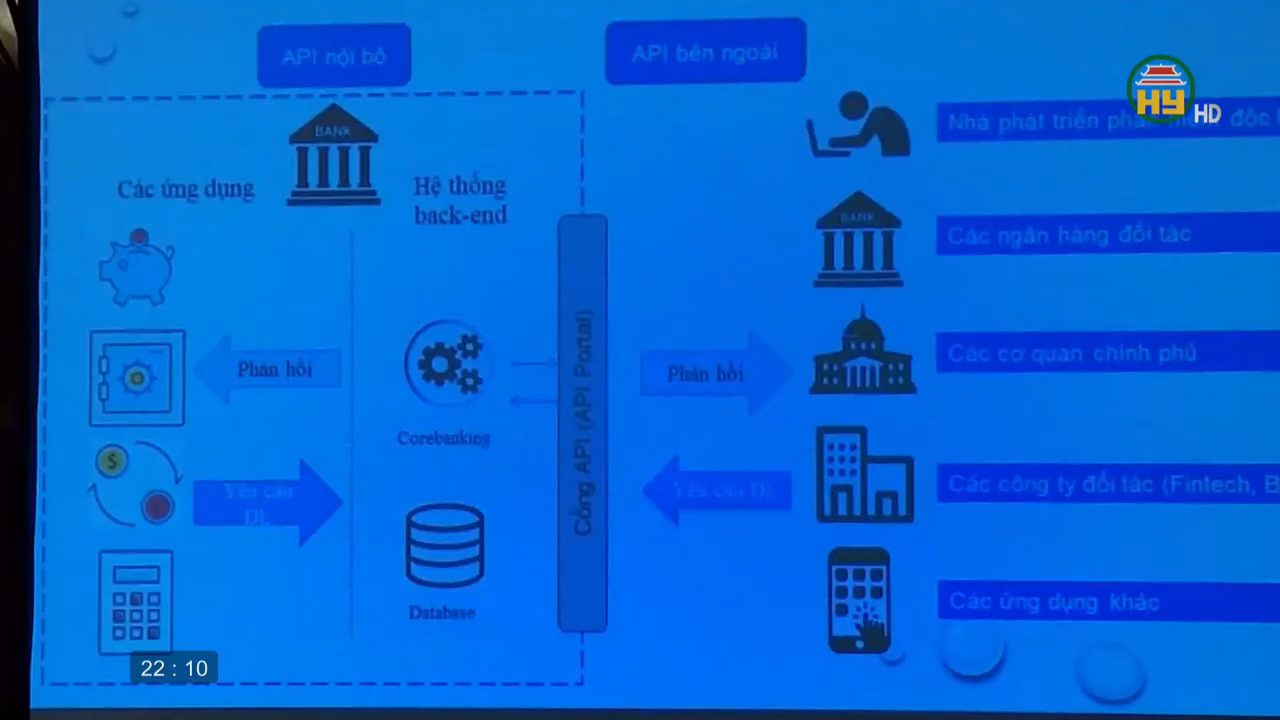 API nội bộ
API bên ngoài
HY HD
BANK
Các ứng dụng
Hệ thống
back-end
Nhà phát triển phần mềm độc
BANK
Các ngân hàng đối tác
Các cơ quan chính phủ
Phản hồi
Phản hồi
Cổng API (API Portal)
Corebanking
$
Yêu cầu
DL
Yêu cầu DL
Các công ty đối tác (Fintech, B
Database
Các ứng dụng khác
22 : 10